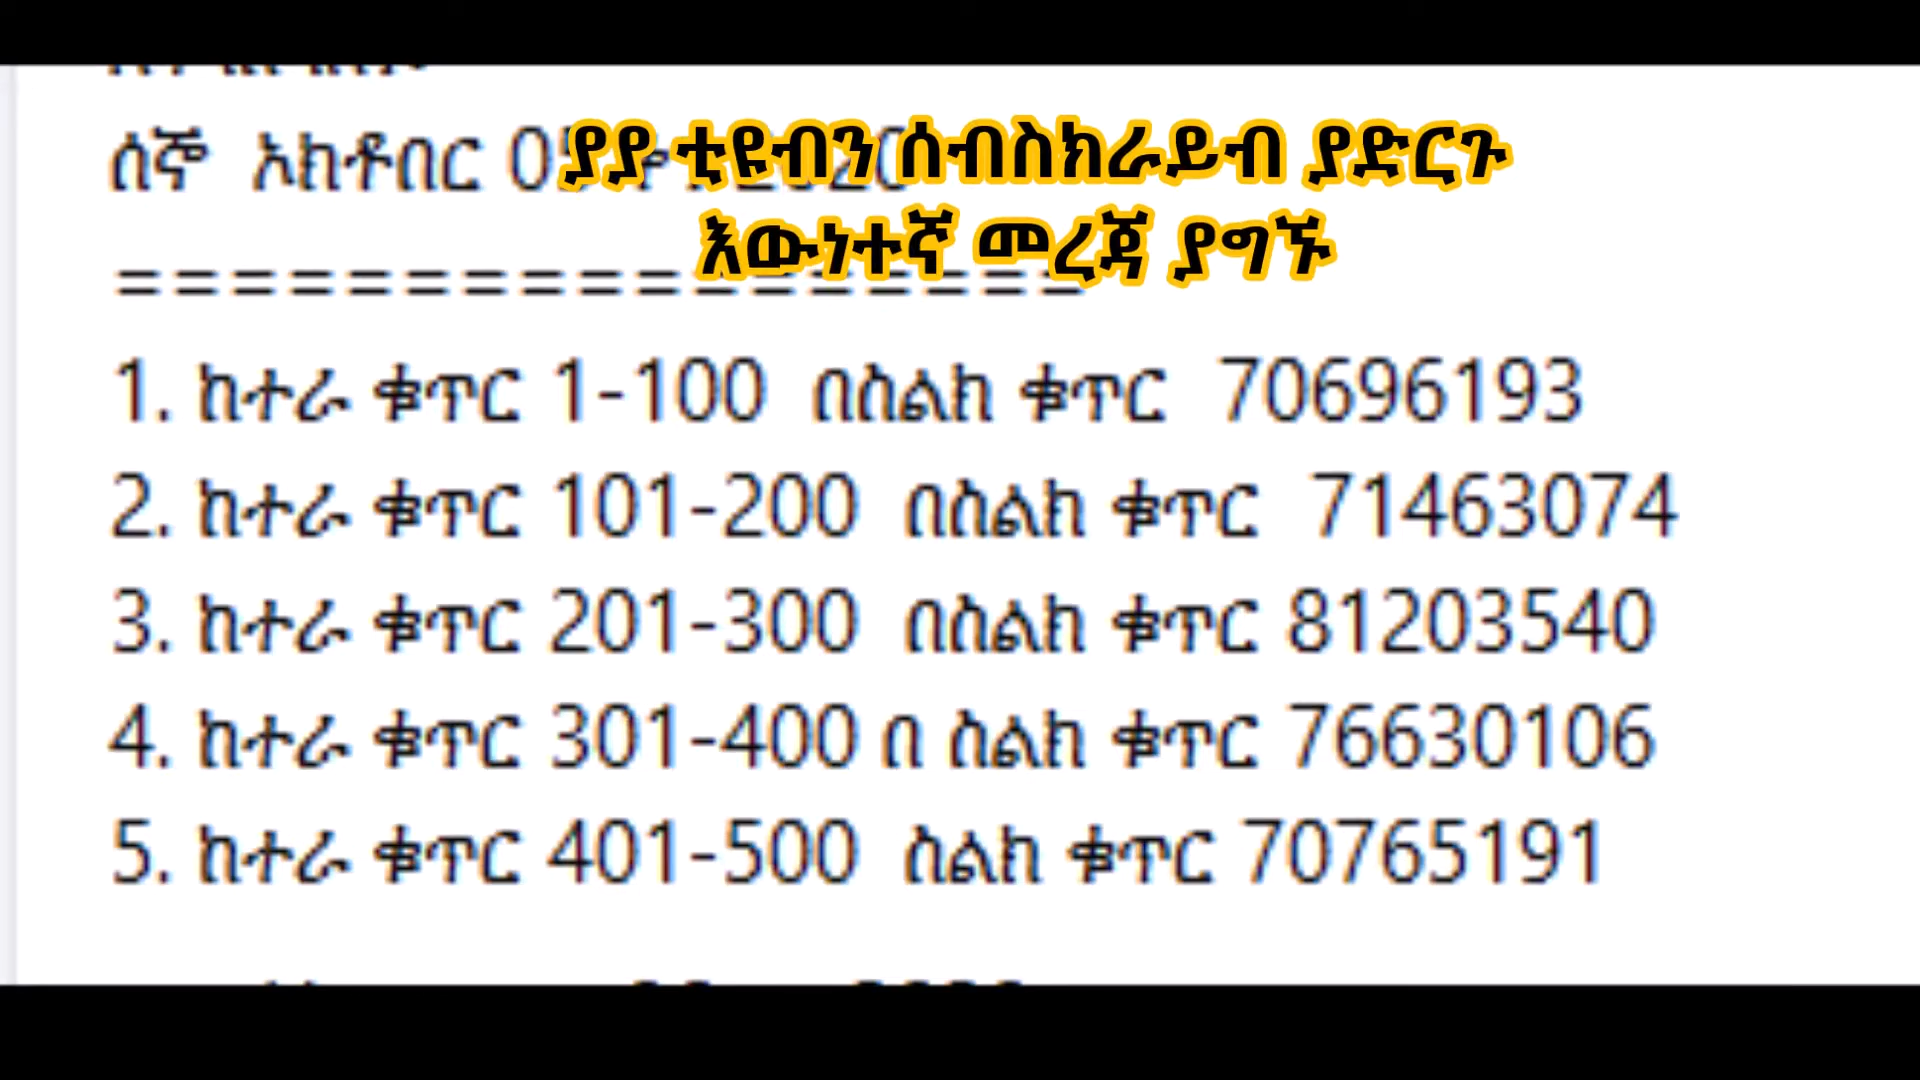 ሰኞ ኦክቶበር 05
ያያ ቲዩብን ሰብስክራይብ ያድርጉ
እውነተኛ መረጃ ያግኙ
=================
1. ከተራ ቁጥር 1-100 በስልክ ቁጥር 70696193
2. ከተራ ቁጥር 101-200 በስልክ ቁጥር 71463074
3. ከተራ ቁጥር 201-300 በስልክ ቁጥር 81203540
4. ከተራ ቁጥር 301-400 በ ስልክ ቁጥር 76630106
5. ከተራ ቁጥር 401-500 ስልክ ቁጥር 70765191